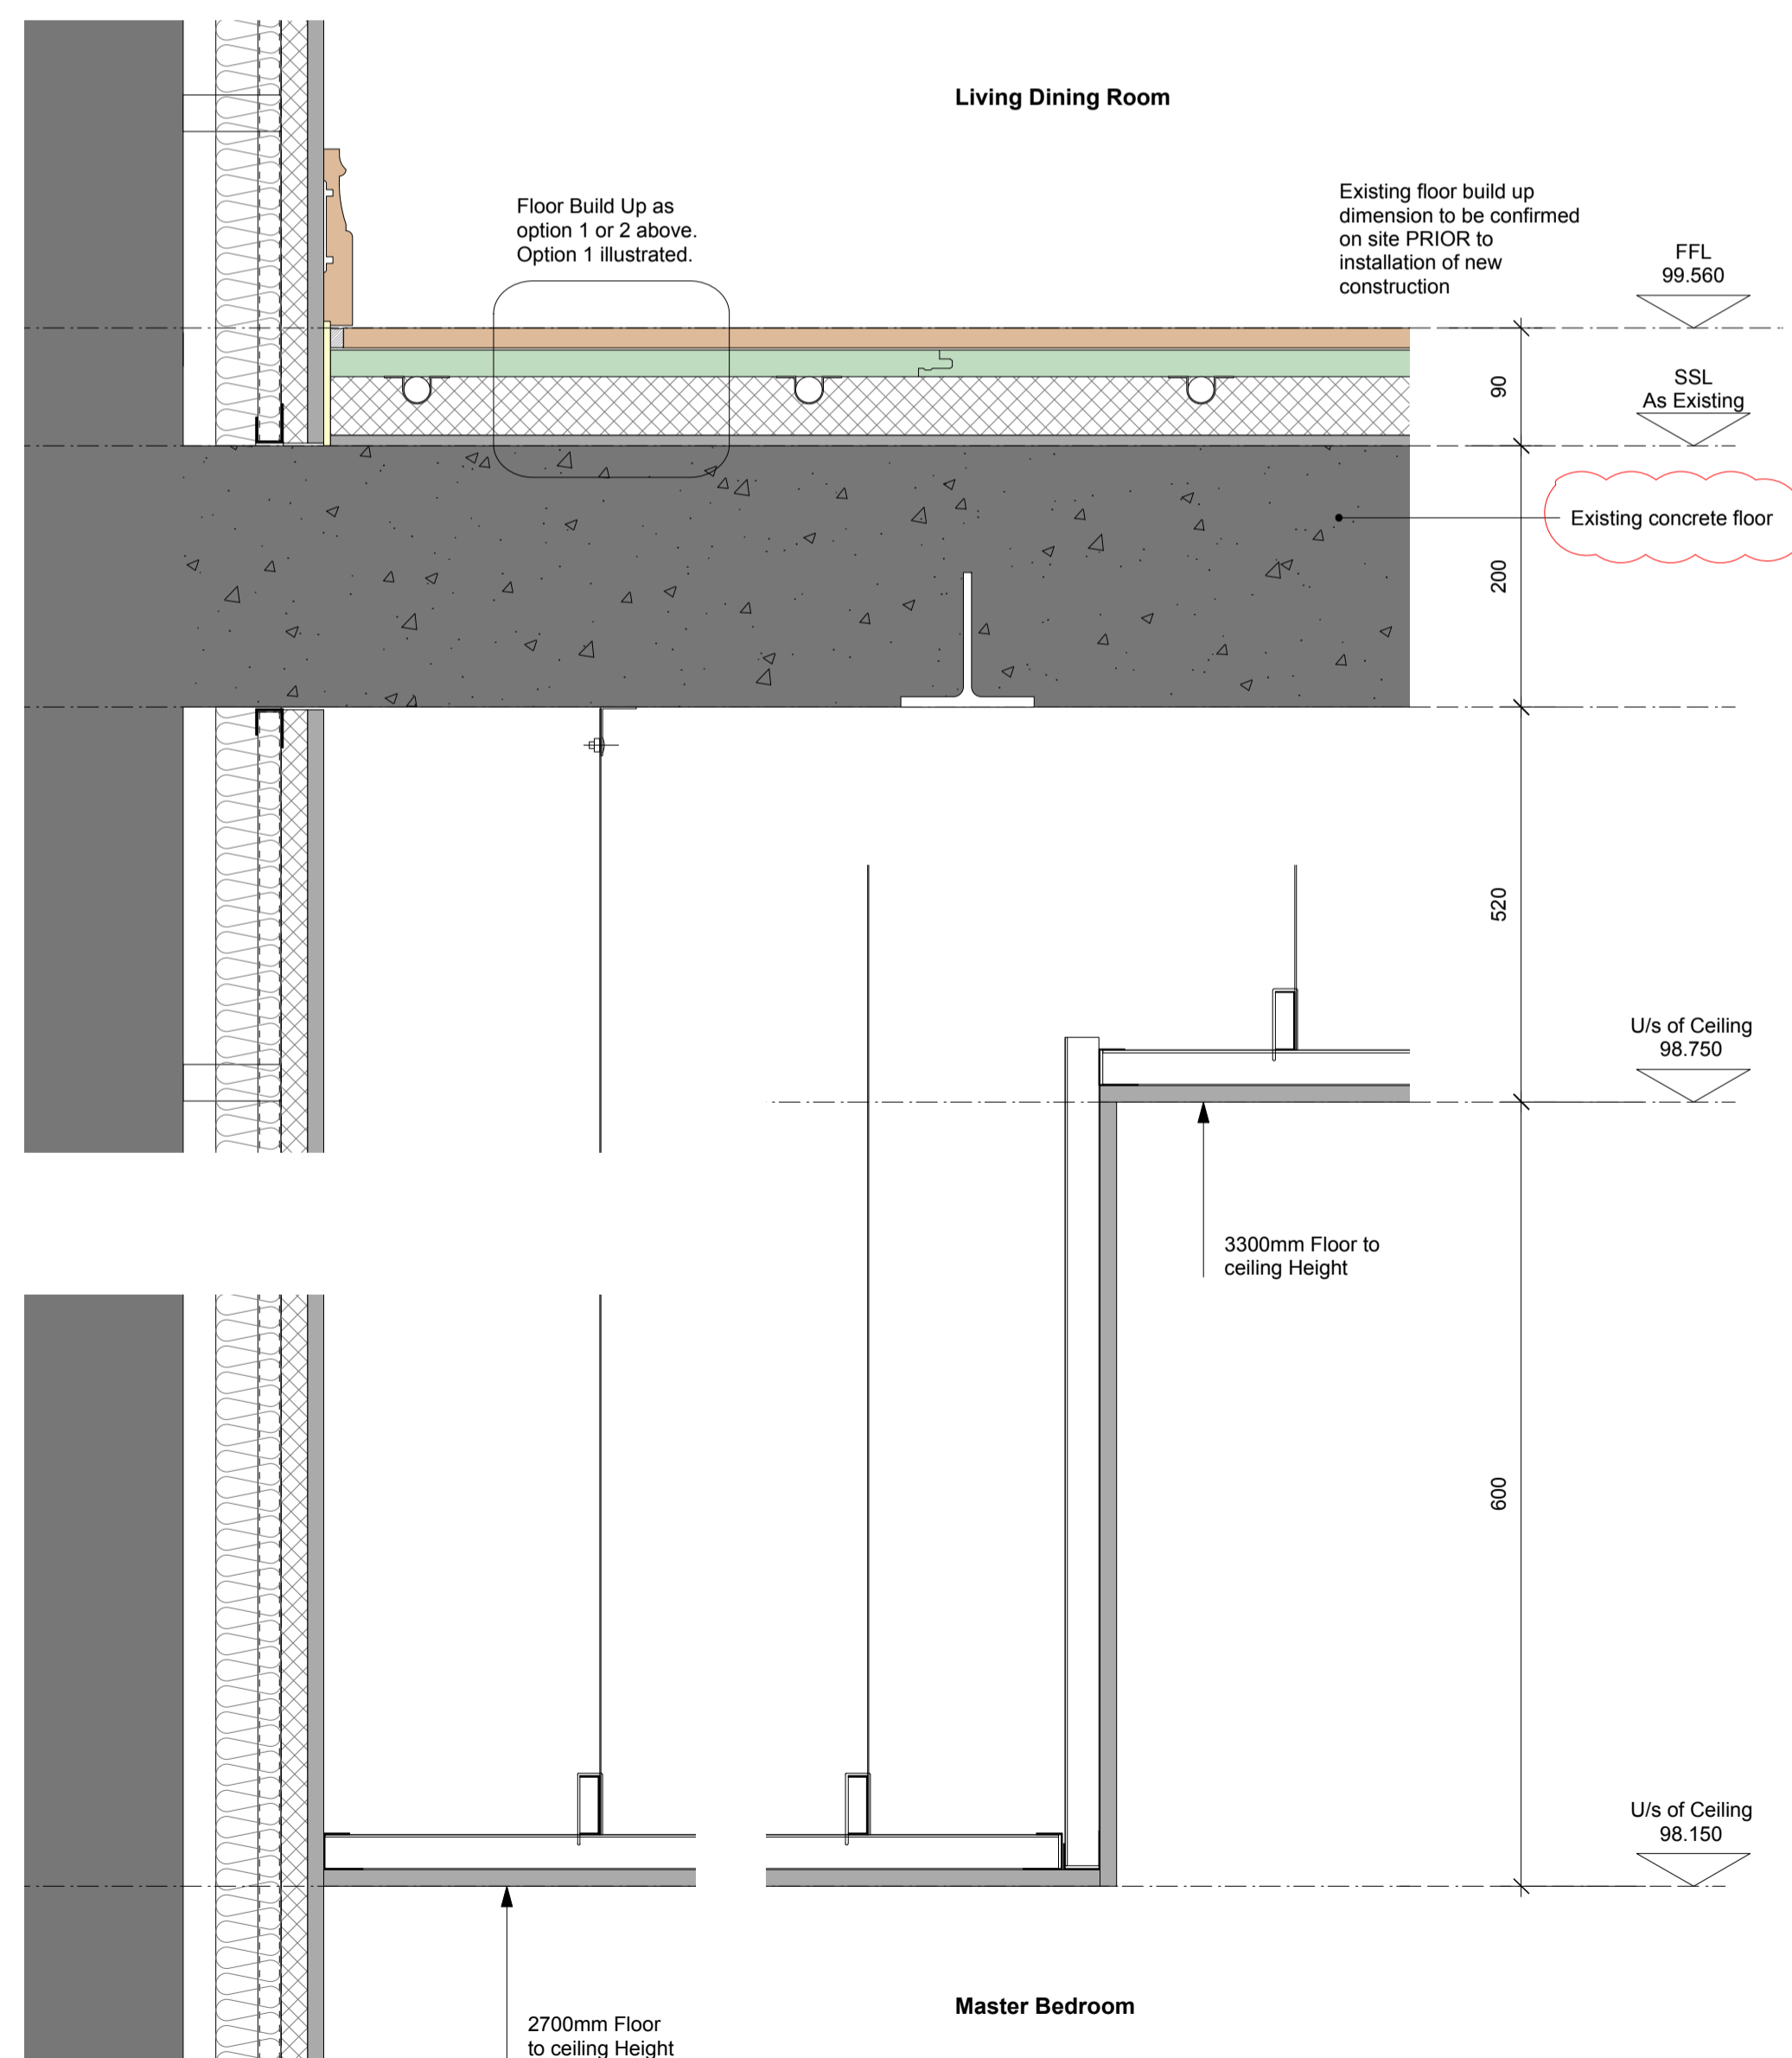 Living Dining Room
Floor Build Up as
option 1 or 2 above.
Option 1 illustrated.
Existing floor build up
dimension to be confirmed
on site PRIOR to
installation of new
construction
FFL
99.560
90
SSL
As Existing
Existing concrete floor
200
520
U/s of Ceiling
98.750
3300mm Floor to
ceiling Height
600
U/s of Ceiling
98.150
Master Bedroom
2700mm Floor
to ceiling Height